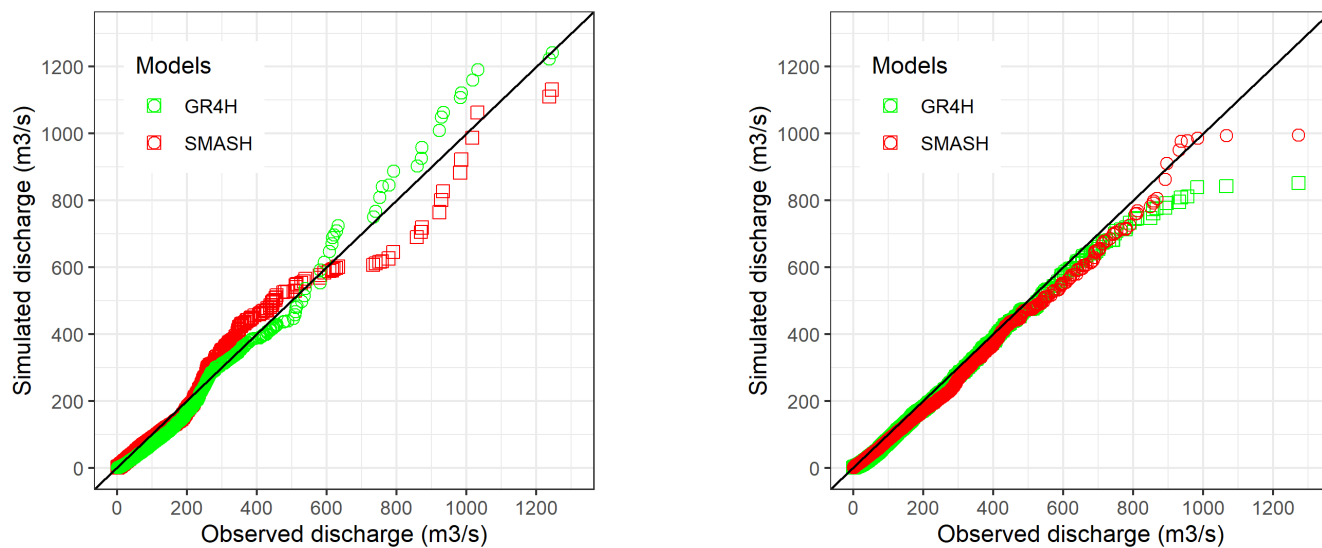 Simulated discharge (m3/s)
1200
1000
800
600
400
200
0
Models
GR4H
SMASH
0 200 400 600 800 1000 1200
Observed discharge (m3/s)
Simulated discharge (m3/s)
1200
1000
800
600
400
200
0
Models
GR4H
SMASH
0 200 400 600 800 1000 1200
Observed discharge (m3/s)